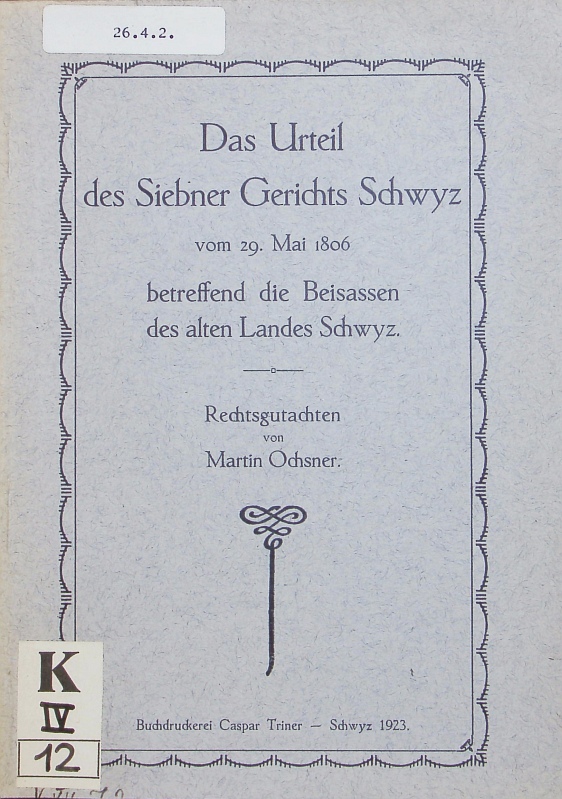 26.4.2.
Das Urteil
des Siebner Gerichts Schwyz
vom 29. Mai 1806
betreffend die Beisassen
des alten Landes Schwyz.
Rechtsgutachten
von
Martin Ochsner.
Buchdruckerei Caspar Triner — Schwyz 1923.
K
IV
12